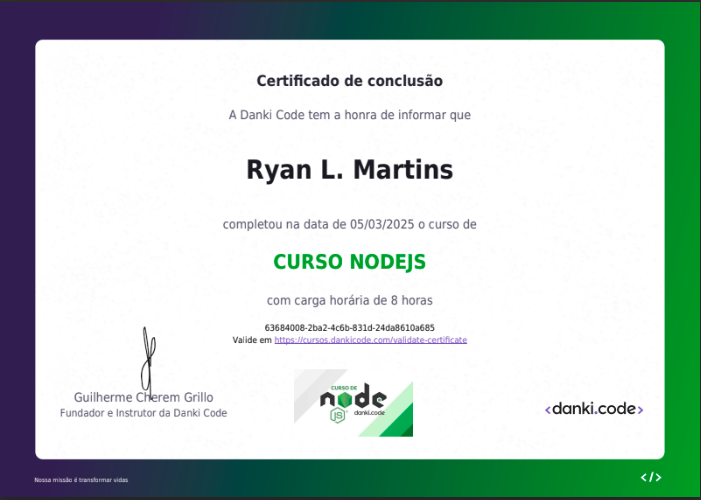 Certificado de conclusão
A Danki Code tem a honra de informar que
Ryan L. Martins
completou na data de 05/03/2025 o curso de
CURSO NODEJS
com carga horária de 8 horas
63684008-2ba2-4c6b-831d-24da8610a685
Valide em https://cursos.dankicode.com/validate-certificate
Guilherme Cherem Grillo
Fundador e Instrutor da Danki Code
CURSO DE
node
JS
danki.code
<danki.code>
Nossa missão é transformar vidas
</>